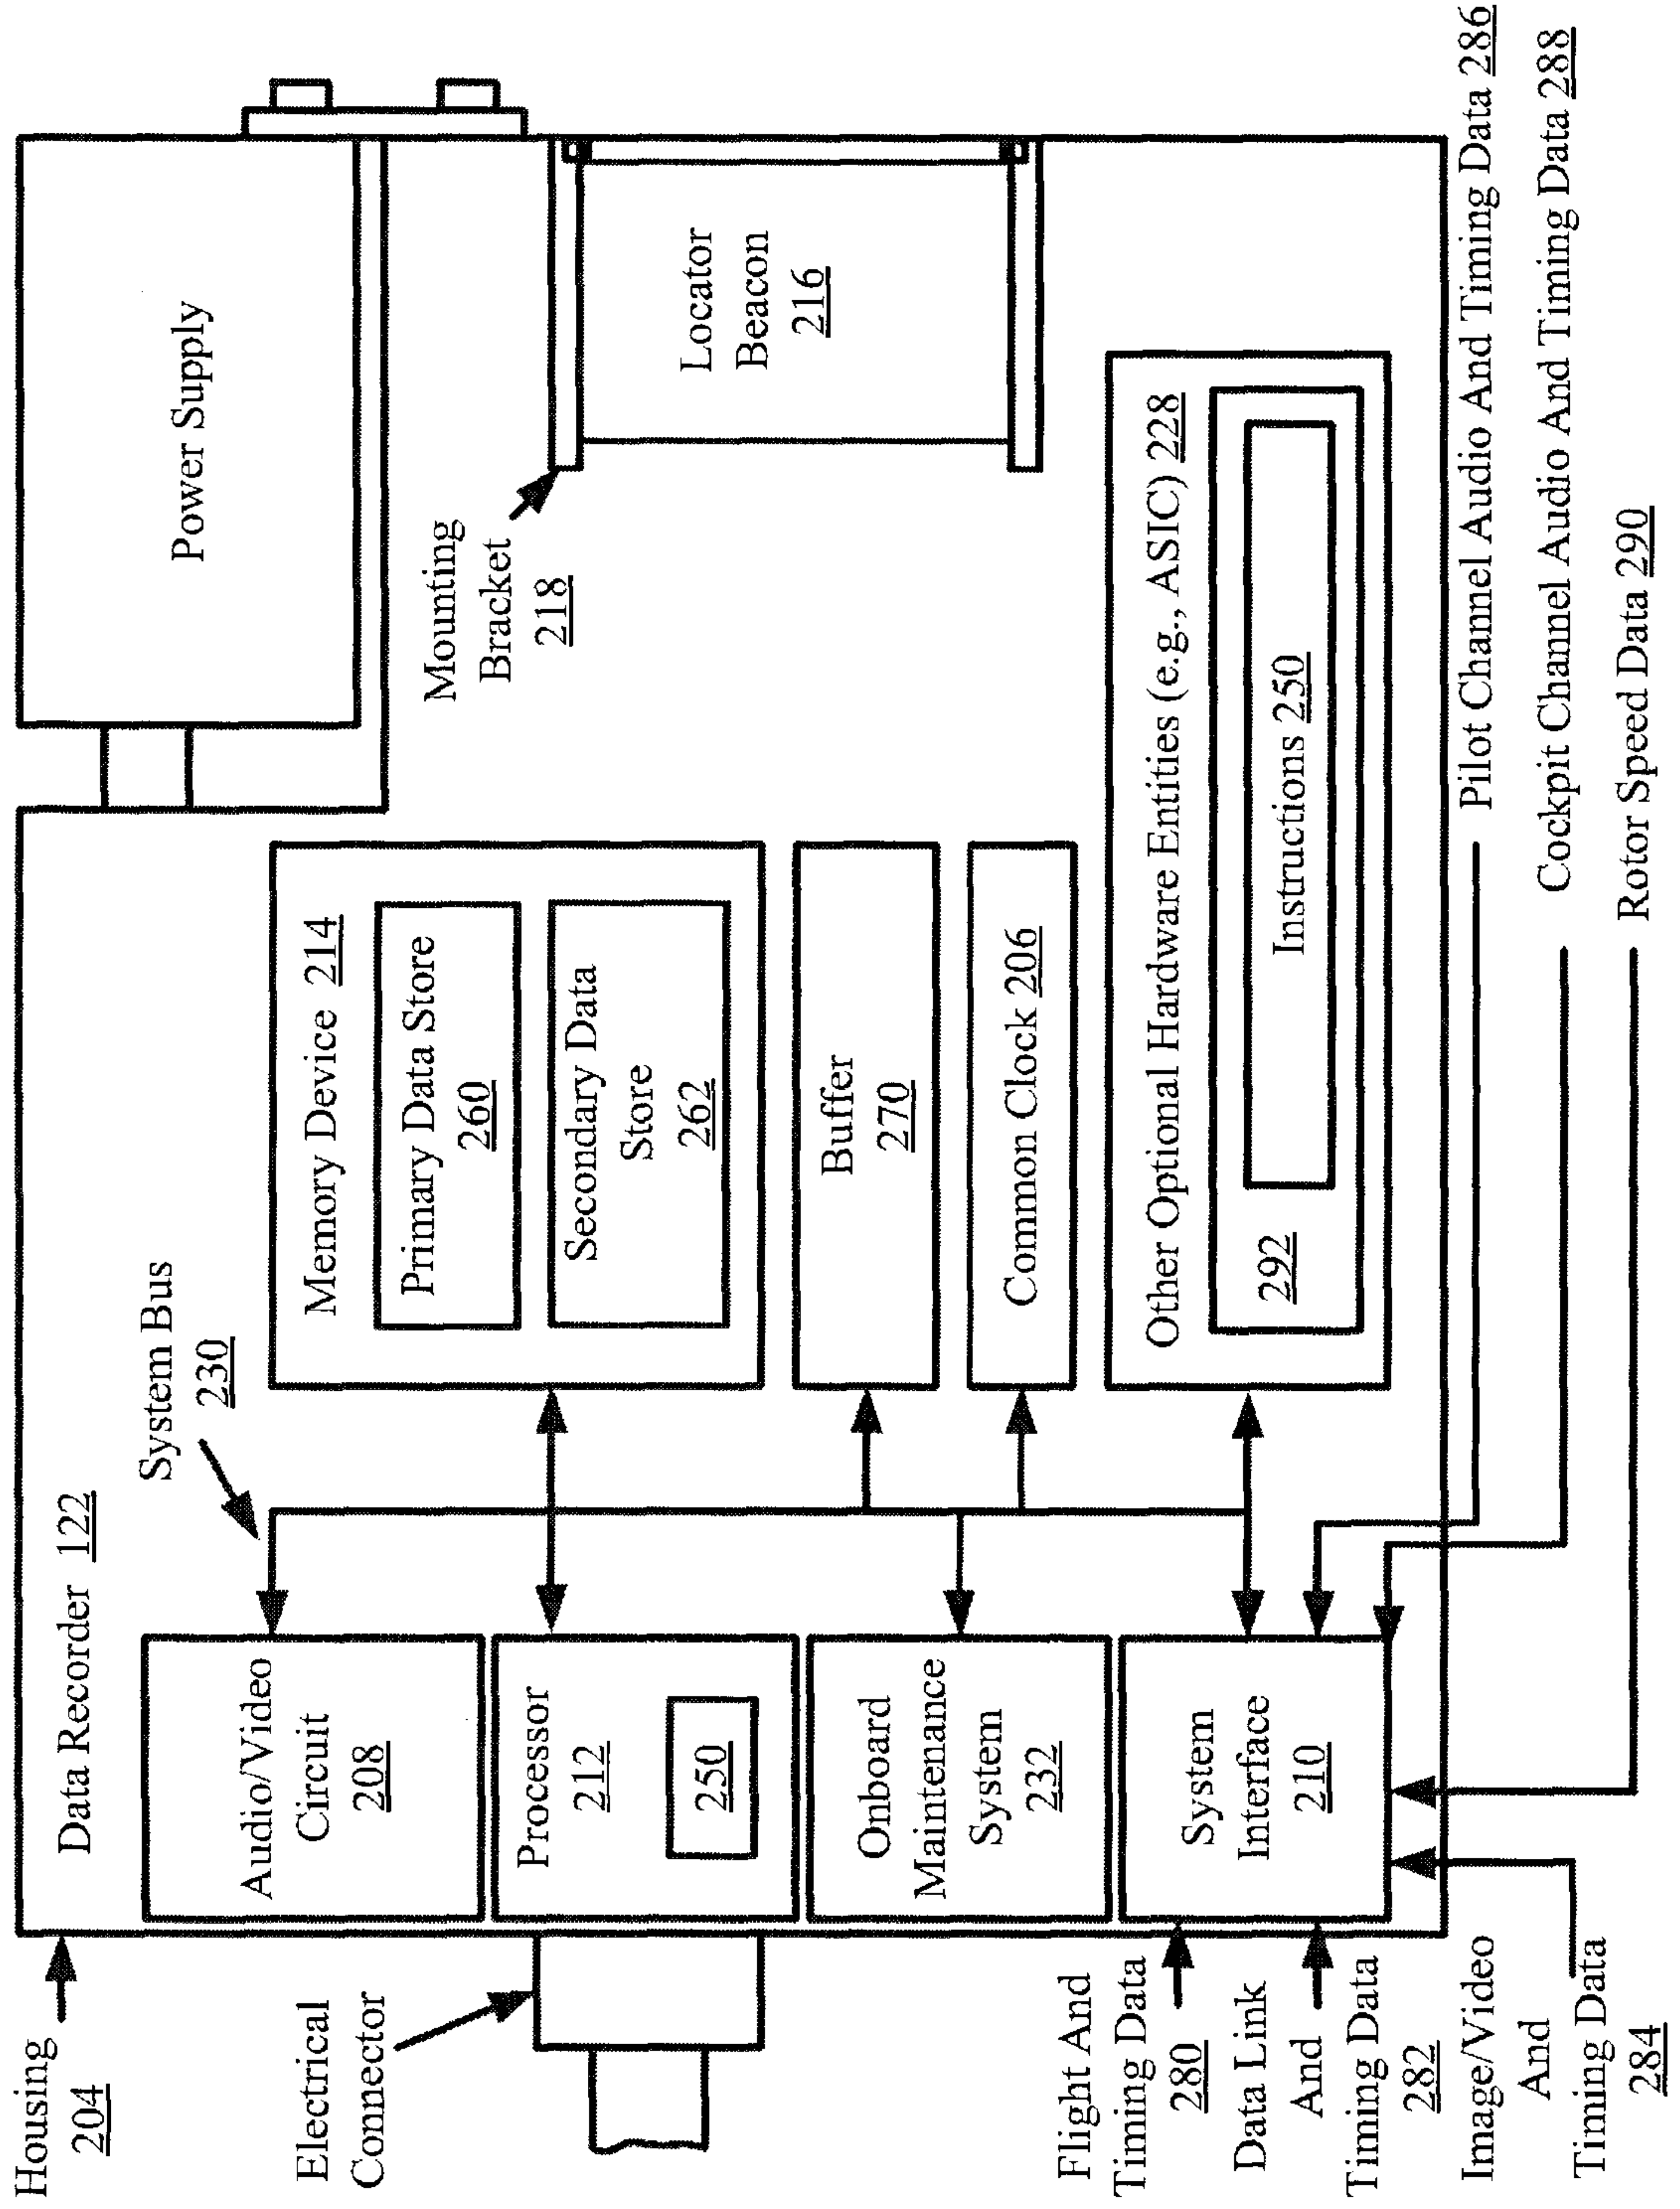 Housing
204
Data Recorder 122
System Bus
230
Power Supply
Audio/Video
Circuit
208
Memory Device 214
Primary Data Store
260
Secondary Data
Store
262
Electrical
Connector
Processor
212
250
Mounting
Bracket
218
Locator
Beacon
216
Buffer
270
Onboard
Maintenance
System
232
Common Clock 206
Flight And
Timing Data
280
System
Interface
210
Other Optional Hardware Entities (e.g., ASIC) 228
292
Instructions 250
Data Link
And
Timing Data
282
Image/Video
And
Timing Data
284
Pilot Channel Audio And Timing Data 286
Cockpit Channel Audio And Timing Data 288
Rotor Speed Data 290